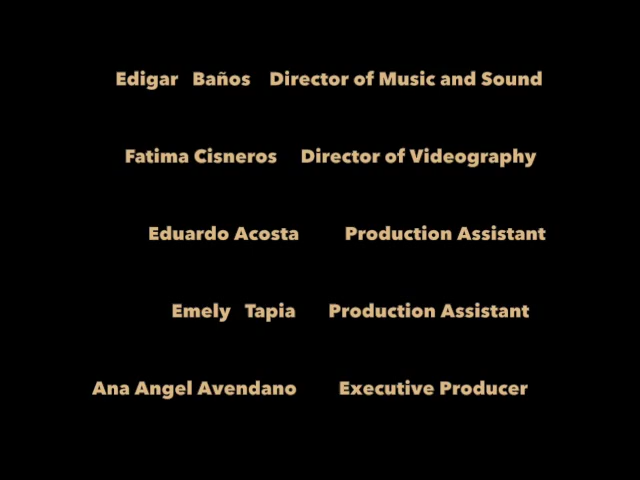 Edigar Baños Director of Music and Sound
Fatima Cisneros Director of Videography
Eduardo Acosta Production Assistant
Emely Tapia Production Assistant
Ana Angel Avendano Executive Producer